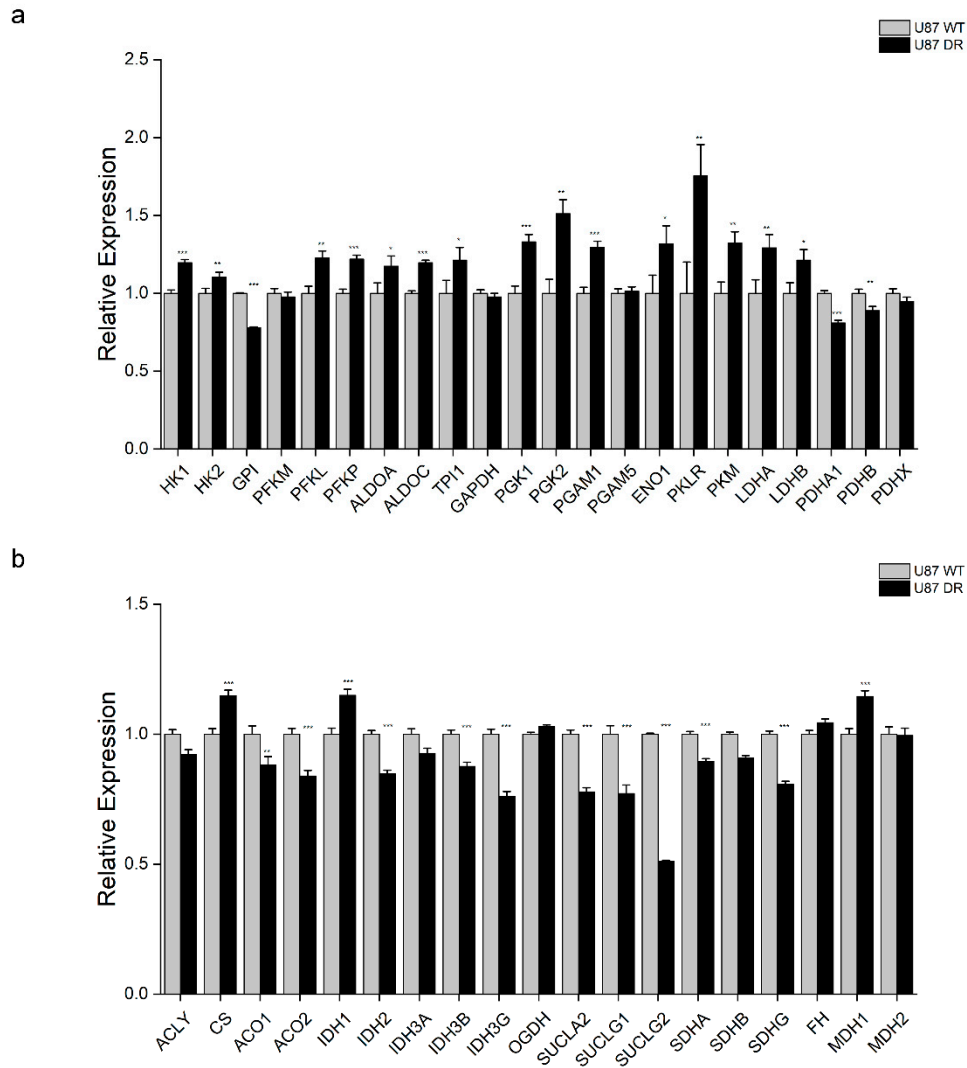 a
U87 WT
U87 DR
Relative Expression
2.5
2.0
1.5
1.0
0.5
0.0
*** ** *** ** *** * *** * *** ** *** * ** ** ** * *** **
HK1 HK2 GPI PFKM PFKL PFKP ALDOA ALDOC TPI1 GAPDH PGK1 PGK2 PGAM1 PGAM5 ENO1 PKLR PKM LDHA LDHB PDHA1 PDHB PDHX
b
U87 WT
U87 DR
Relative Expression
1.5
1.0
0.5
0.0
*** ** *** *** *** *** *** *** *** *** *** *** ***
ACLY CS ACO1 ACO2 IDH1 IDH2 IDH3A IDH3B IDH3G OGDH SUCLA2 SUCLG1 SUCLG2 SDHA SDHB SDHG FH MDH1 MDH2